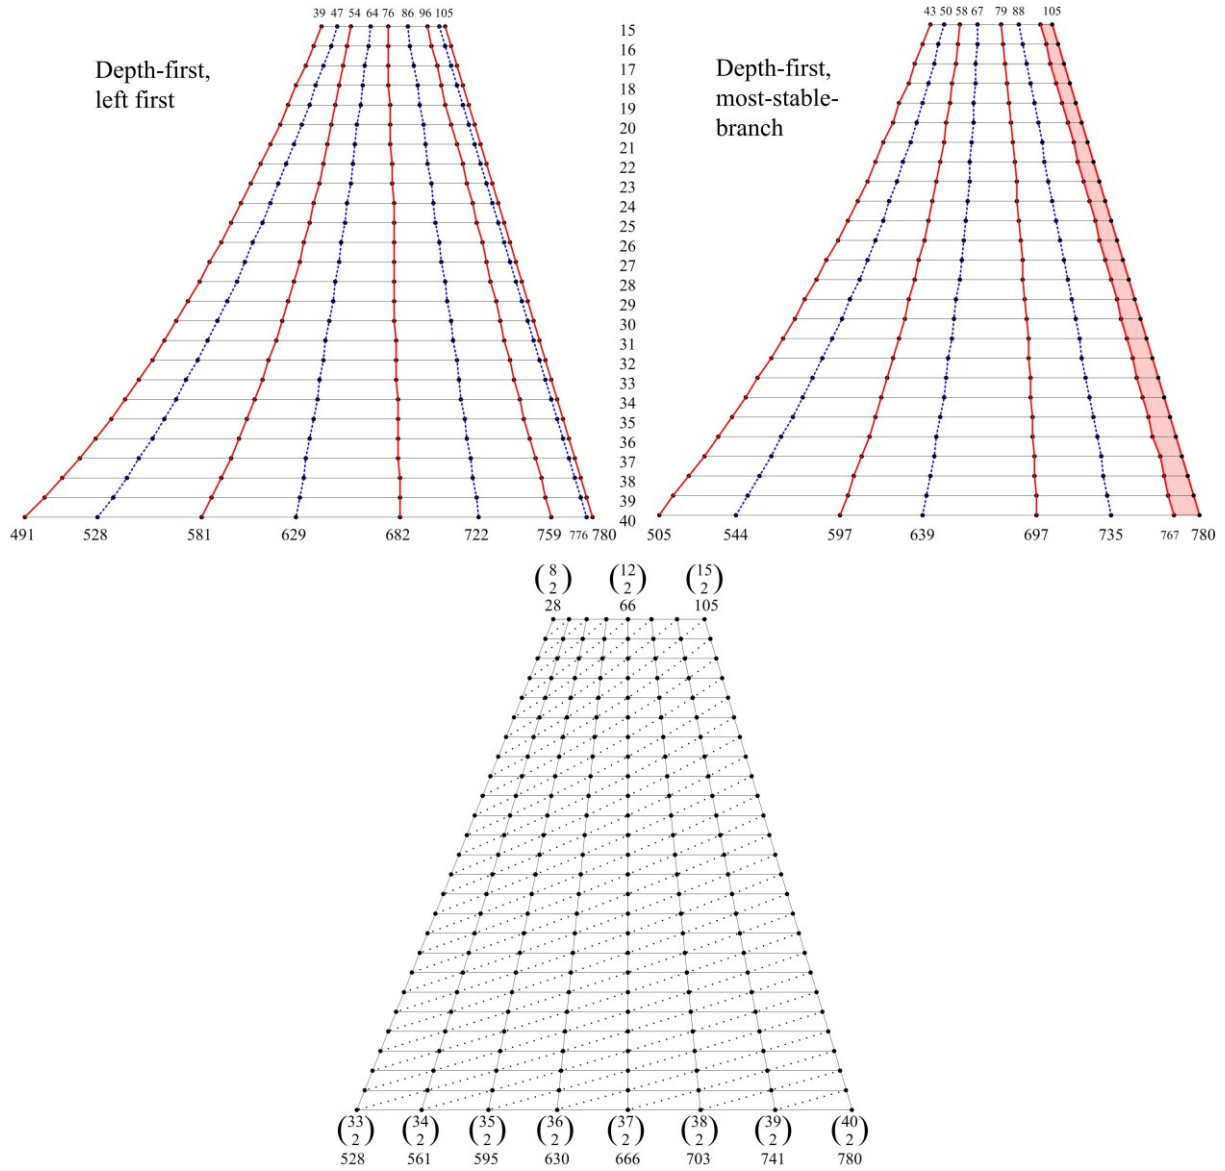 39 47 54 64 76 86 96 105
Depth-first,
left first
15
16
17
18
19
20
21
22
23
24
25
26
27
28
29
30
31
32
33
34
35
36
37
38
39
40
491 528 581 629 682 722 759 776 780
43 50 58 67 79 88 105
Depth-first,
most-stable-
branch
505 544 597 639 697 735 767 780
(8 2) (12 2) (15 2)
28 66 105
(33 2) (34 2) (35 2) (36 2) (37 2) (38 2) (39 2) (40 2)
528 561 595 630 666 703 741 780